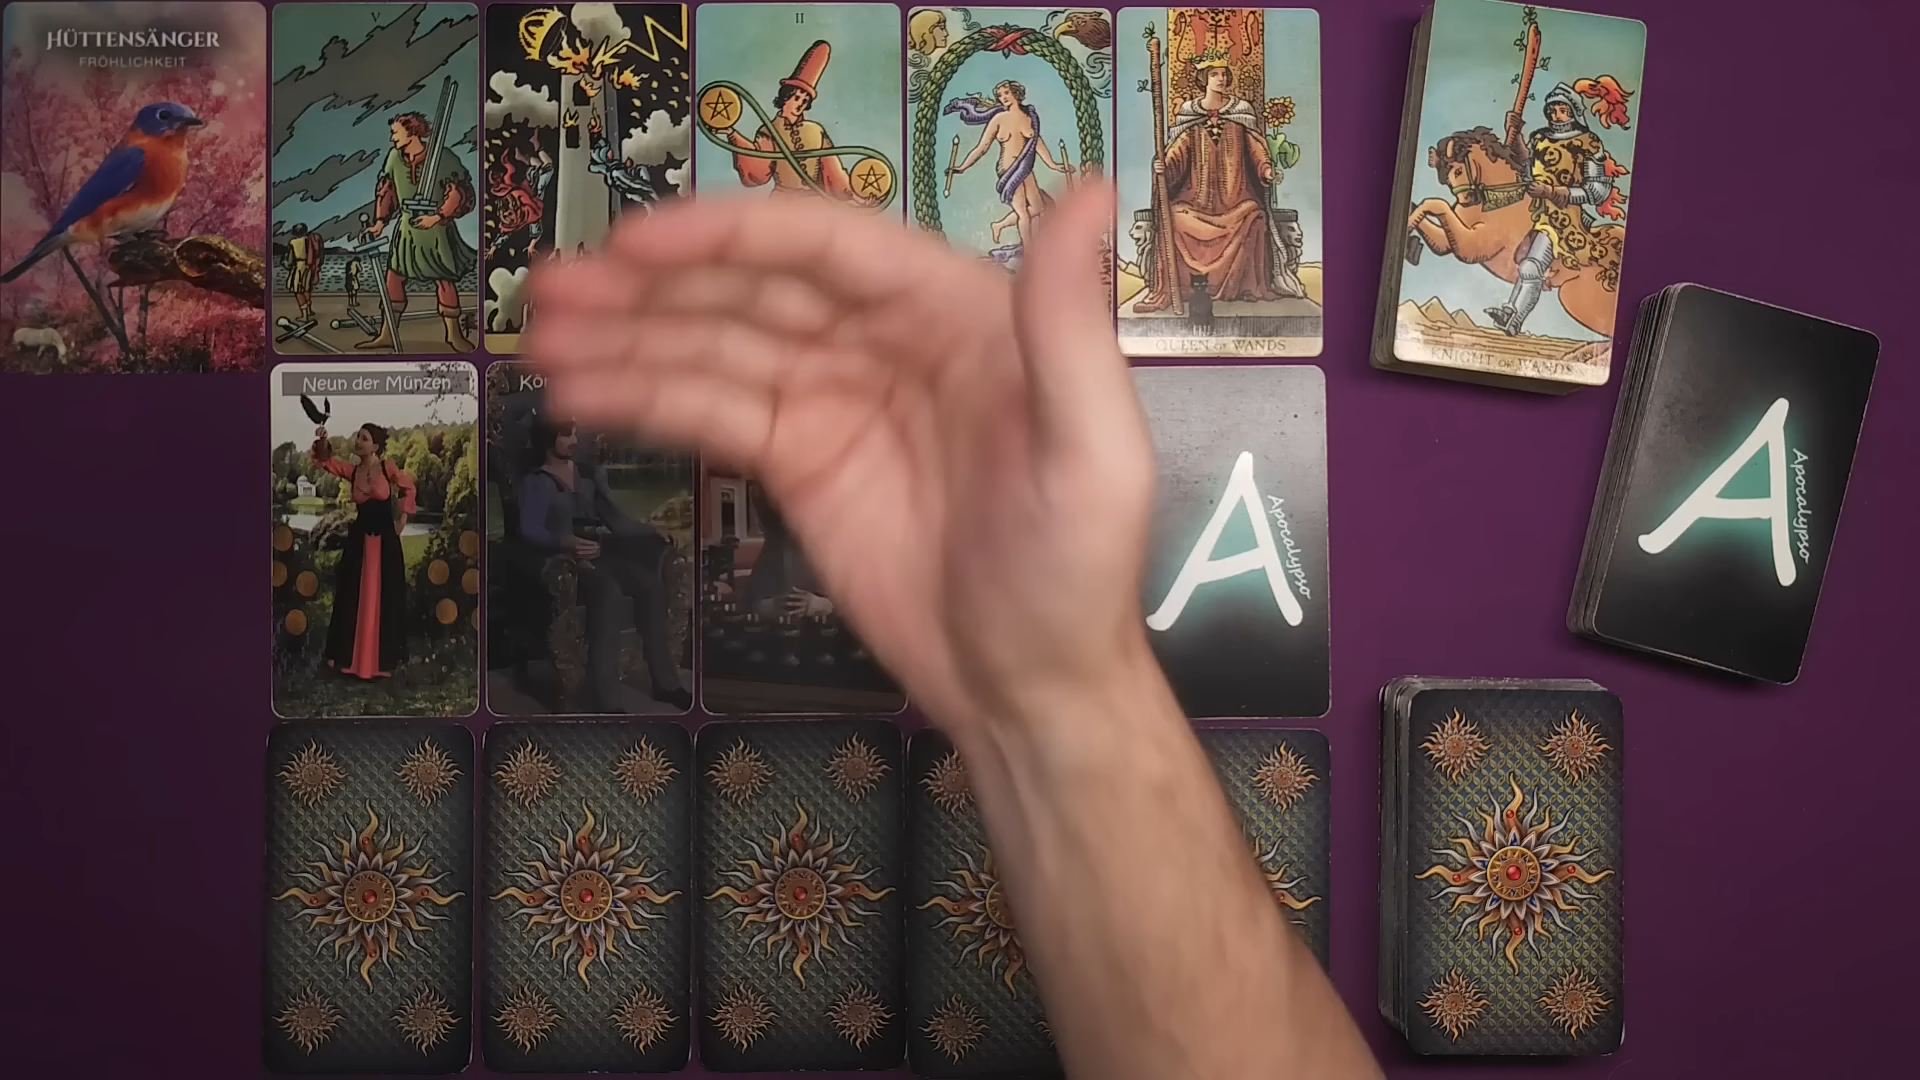 HÜTTENSÄNGER
FRÖHLICHKEIT
V
II
QUEEN OF WANDS
KNIGHT OF WANDS
Neun der Münzen
A
Apocalypso
A
Apocalypso